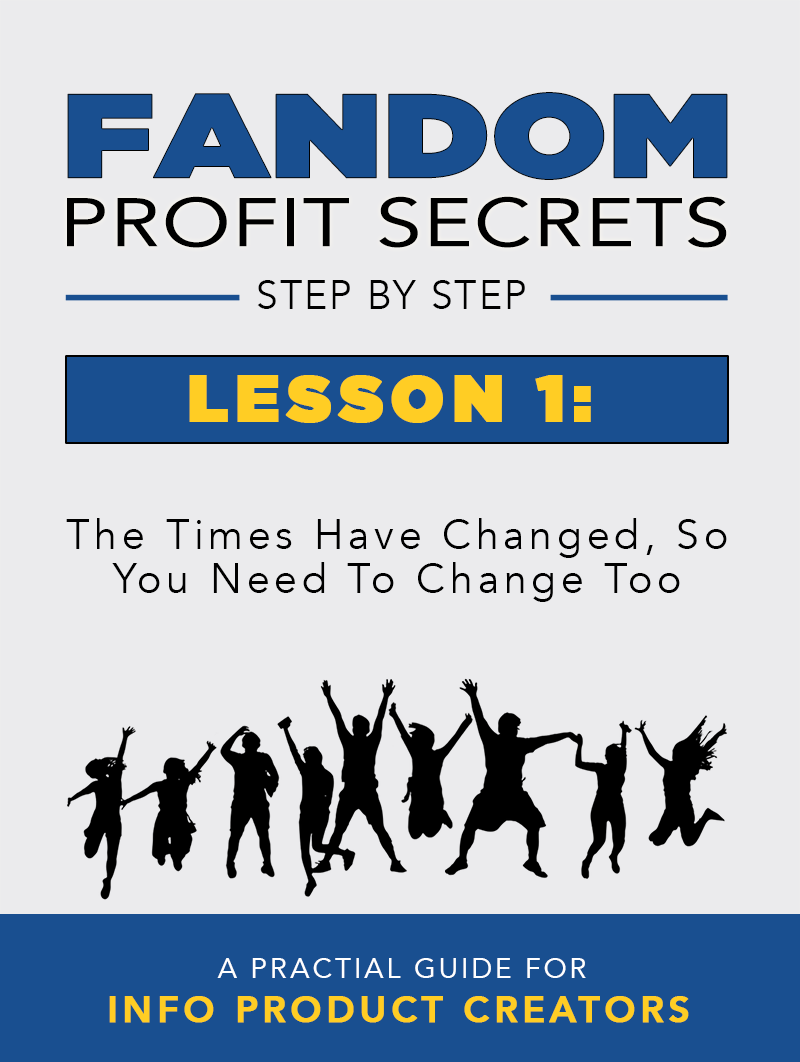 FANDOM
PROFIT SECRETS
STEP BY STEP
LESSON 1:
The Times Have Changed, So
You Need To Change Too
A PRACTIAL GUIDE FOR
INFO PRODUCT CREATORS